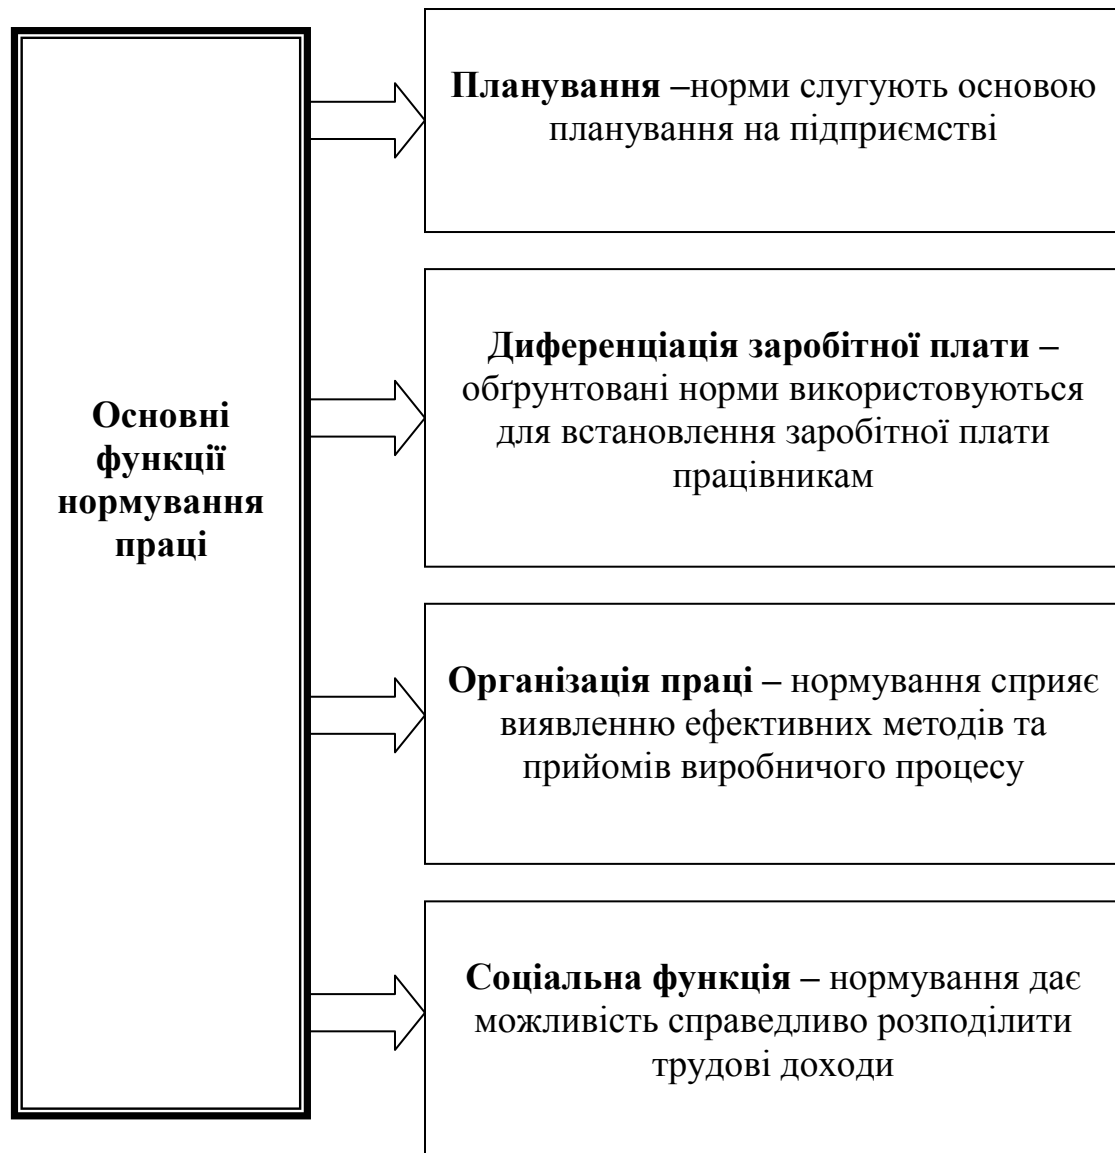 Основні
функції
нормування
праці
Планування –норми слугують основою
планування на підприємстві
Диференціація заробітної плати –
обґрунтовані норми використовуються
для встановлення заробітної плати
працівникам
Організація праці – нормування сприяє
виявленню ефективних методів та
прийомів виробничого процесу
Соціальна функція – нормування дає
можливість справедливо розподілити
трудові доходи